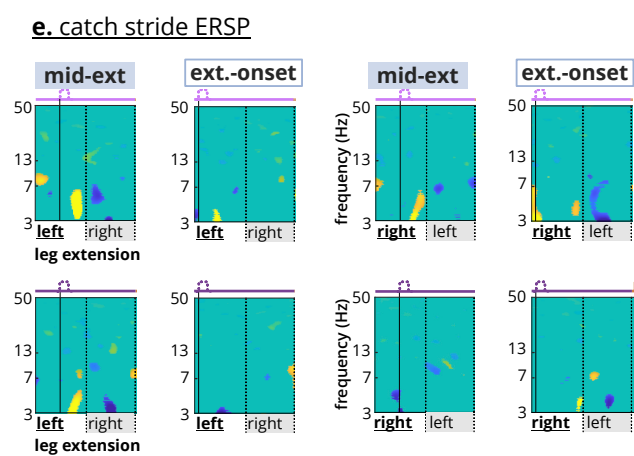 e. catch stride ERSP
mid-ext
ext.-onset
mid-ext
ext.-onset
50
13
7
3
left
right
leg extension
50
13
7
3
left
right
frequency (Hz)
50
13
7
3
right
left
50
13
7
3
right
left
50
13
7
3
left
right
leg extension
50
13
7
3
left
right
frequency (Hz)
50
13
7
3
right
left
50
13
7
3
right
left